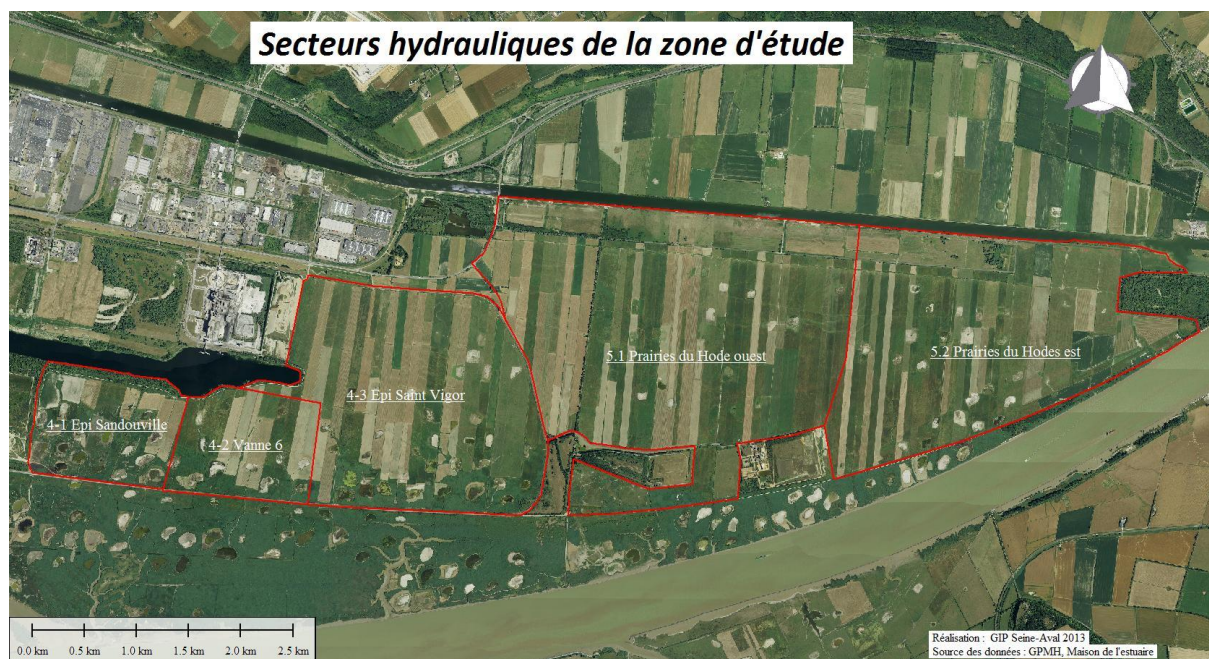 Secteurs hydrauliques de la zone d'étude
5.1 Prairies du Hode ouest
5.2 Prairies du Hodes est
4-3 Epi Saint Vigor
4-1 Epi Sandouville
4-2 Vanne 6
0.0 km 0.5 km 1.0 km 1.5 km 2.0 km 2.5 km
Réalisation : GIP Seine-Aval 2013
Source des données : GPMH, Maison de l'estuaire